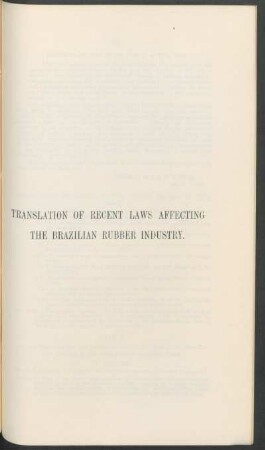 TRANSLATION OF RECENT LAWS AFFECTING
THE BRAZILIAN RUBBER INDUSTRY.